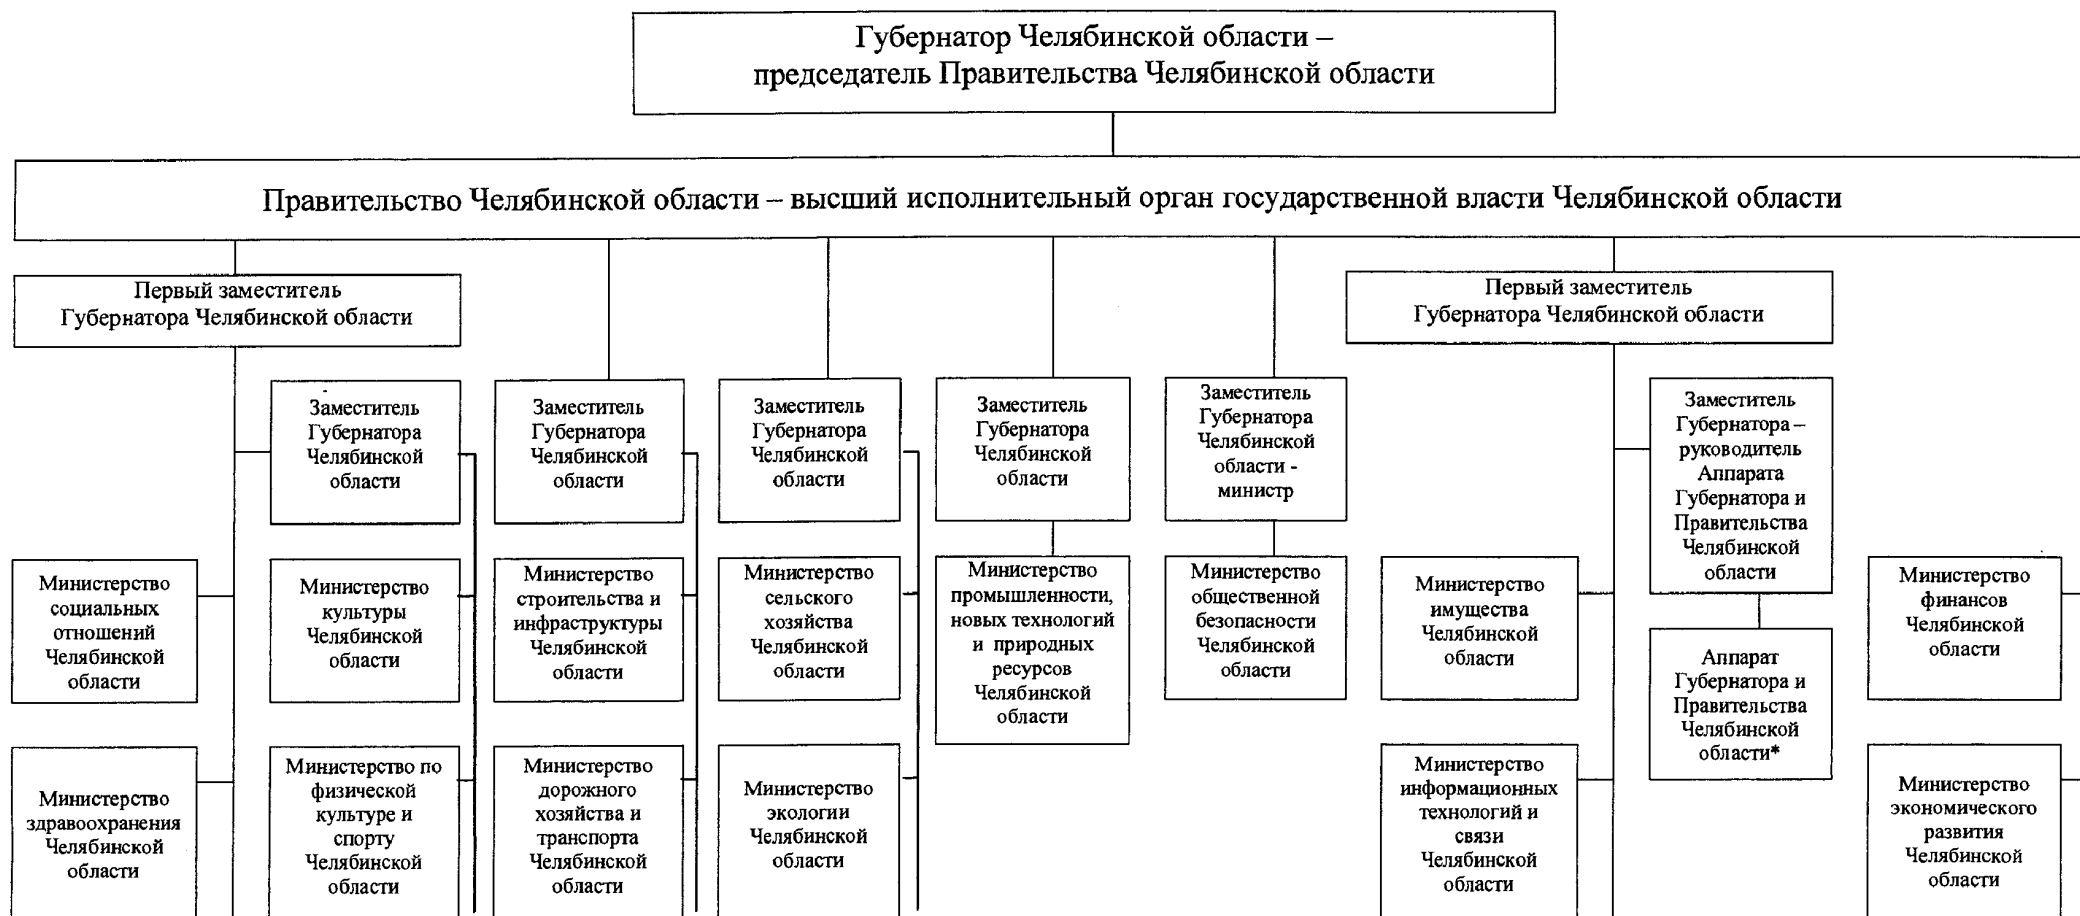 Губернатор Челябинской области –
председатель Правительства Челябинской области
Правительство Челябинской области – высший исполнительный орган государственной власти Челябинской области
Первый заместитель
Губернатора Челябинской области
Первый заместитель
Губернатора Челябинской области
Заместитель
Губернатора
Челябинской
области
Заместитель
Губернатора
Челябинской
области
Заместитель
Губернатора
Челябинской
области
Заместитель
Губернатора
Челябинской
области
Заместитель
Губернатора
Челябинской
области -
министр
Заместитель
Губернатора –
руководитель
Аппарата
Губернатора и
Правительства
Челябинской
области
Министерство
социальных
отношений
Челябинской
области
Министерство
культуры
Челябинской
области
Министерство
строительства и
инфраструктуры
Челябинской
области
Министерство
сельского
хозяйства
Челябинской
области
Министерство
промышленности,
новых технологий
и природных
ресурсов
Челябинской
области
Министерство
общественной
безопасности
Челябинской
области
Министерство
имущества
Челябинской
области
Аппарат
Губернатора и
Правительства
Челябинской
области*
Министерство
финансов
Челябинской
области
Министерство
здравоохранения
Челябинской
области
Министерство по
физической
культуре и
спорту
Челябинской
области
Министерство
дорожного
хозяйства и
транспорта
Челябинской
области
Министерство
экологии
Челябинской
области
Министерство
информационных
технологий и
связи
Челябинской
области
Министерство
экономического
развития
Челябинской
области